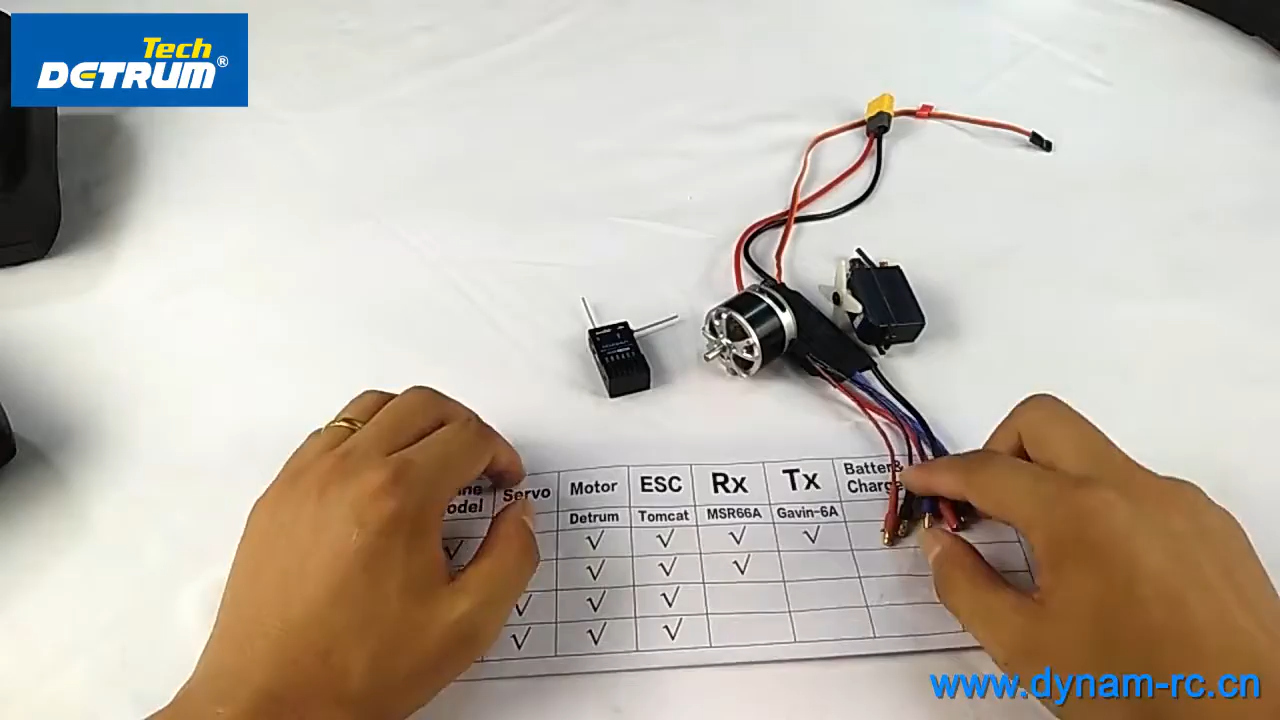 Tech
DETRUM®
Servo Motor ESC Rx Tx
Detrum Tomcat MSR66A Gavin-6A
√ √ √ √ √
√ √ √
√ √ √
√ √ √
www.dynam-rc.cn